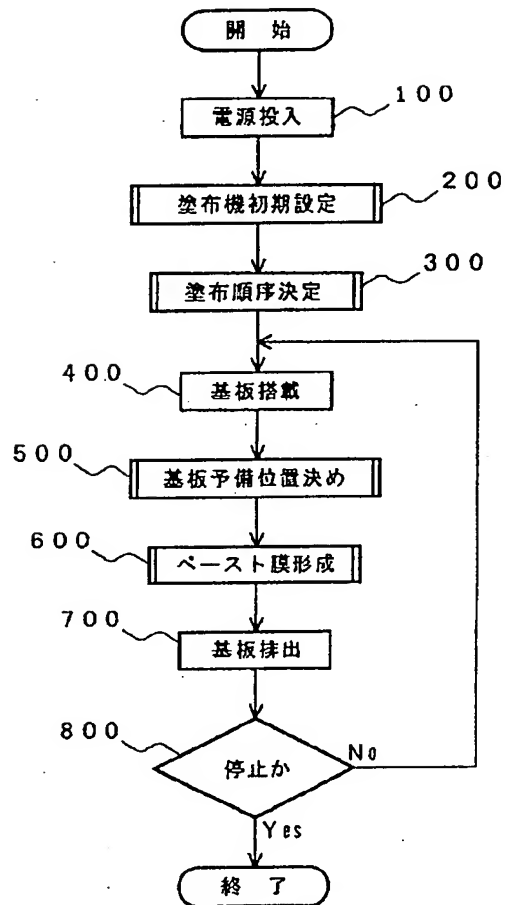 開 始
電源投入
100
塗布機初期設定
200
塗布順序決定
300
400
基板搭載
500
基板予備位置決め
600
ペースト膜形成
700
基板排出
800
停止か
No
Yes
終 了